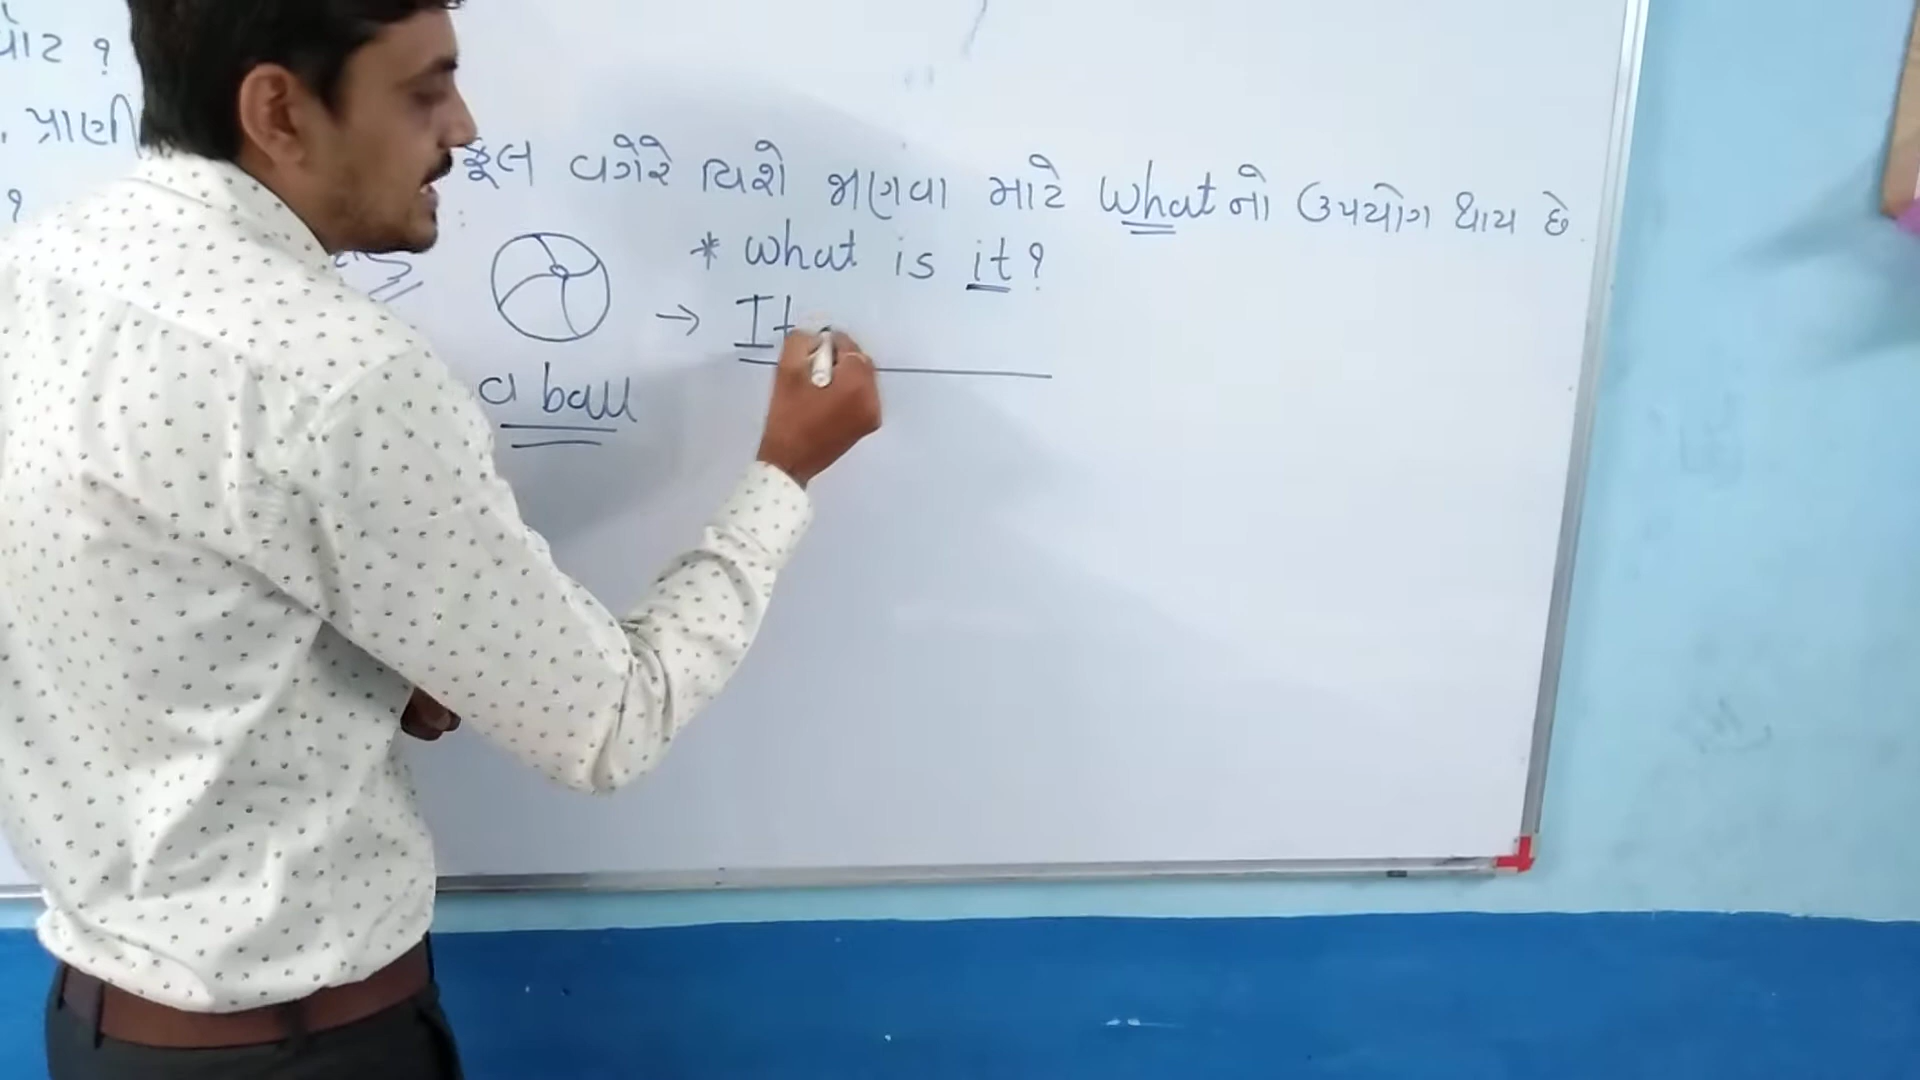 ?
પ્રાણી
ફૂલ વગેરે વિશે જાણવા માટે What નો ઉપયોગ થાય છે
?
* What is it?
→ It
a ball